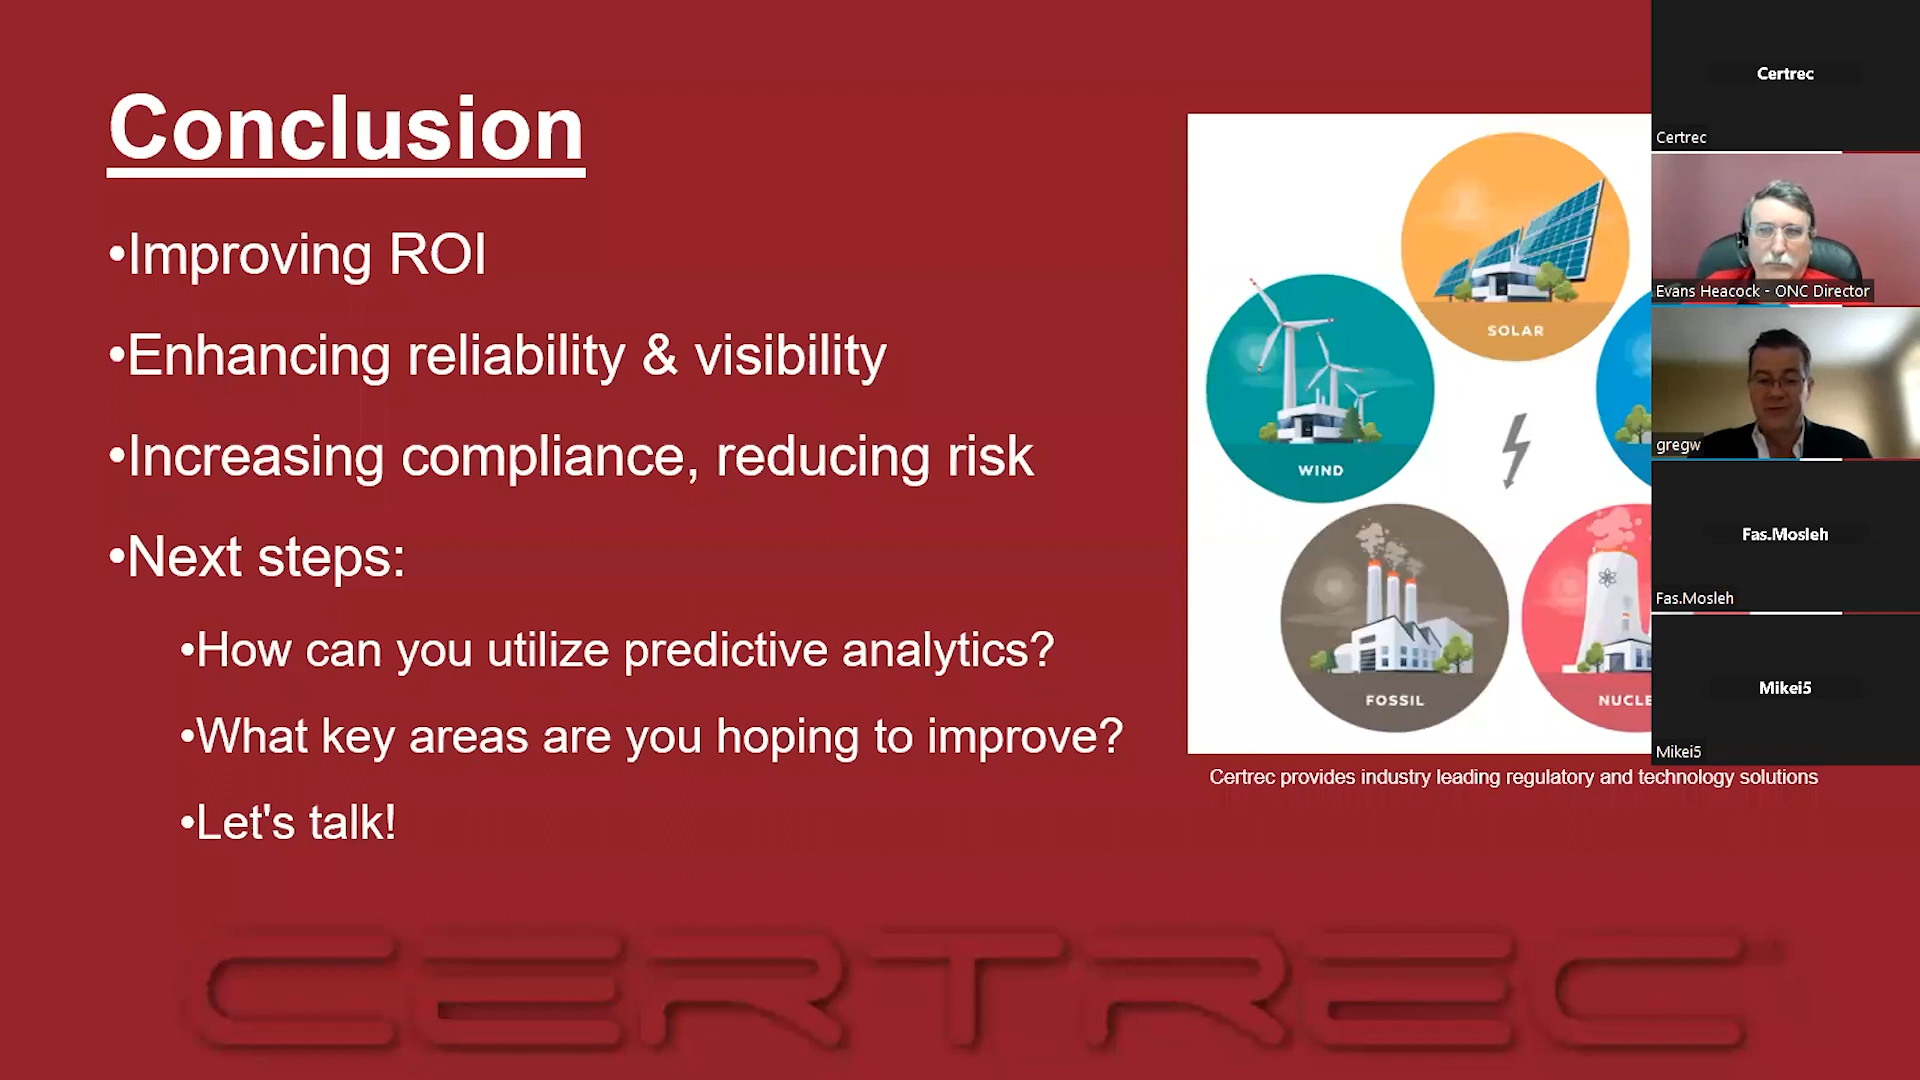 Conclusion
•Improving ROI
•Enhancing reliability & visibility
•Increasing compliance, reducing risk
•Next steps:
•How can you utilize predictive analytics?
•What key areas are you hoping to improve?
•Let's talk!
SOLAR
WIND
FOSSIL
NUCLE
Certrec provides industry leading regulatory and technology solutions
CERTREC
Certrec
Certrec
Evans Heacock - ONC Director
gregw
Fas.Mosleh
Fas.Mosleh
Mikei5
Mikei5